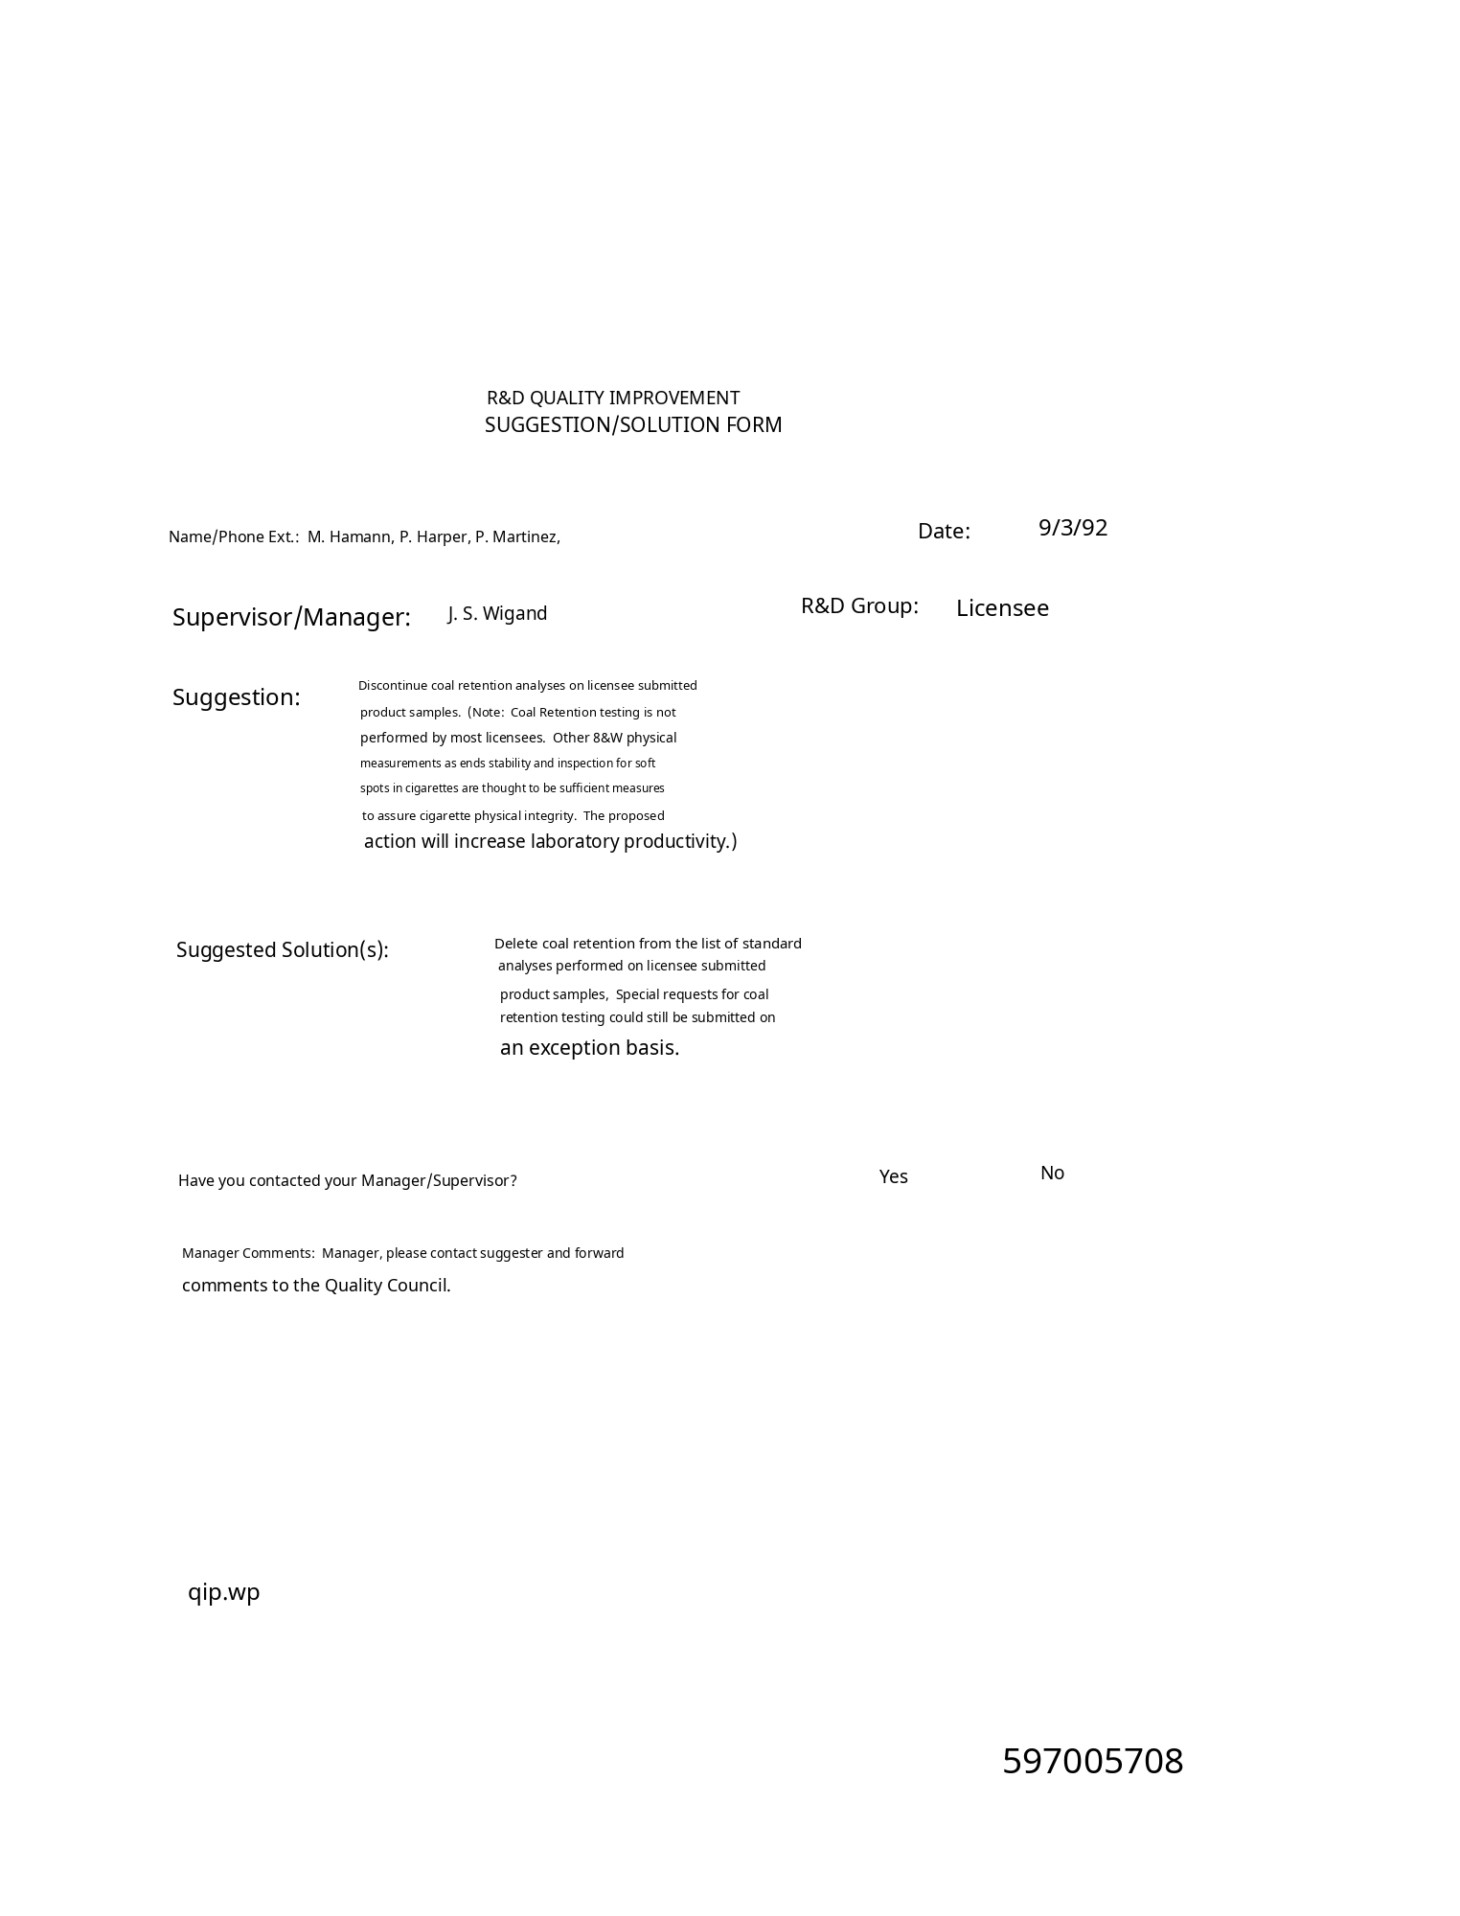 R&D QUALITY IMPROVEMENT
SUGGESTION/SOLUTION FORM
Name/Phone Ext.: M. Hamann, P. Harper, P. Martinez,
Date: 9/3/92
Supervisor/Manager: J. S. Wigand
R&D Group: Licensee
Suggestion:
Discontinue coal retention analyses on licensee submitted
product samples. (Note: Coal Retention testing is not
performed by most licensees. Other 8&W physical
measurements as ends stability and inspection for soft
spots in cigarettes are thought to be sufficient measures
to assure cigarette physical integrity. The proposed
action will increase laboratory productivity.)
Suggested Solution(s):
Delete coal retention from the list of standard
analyses performed on licensee submitted
product samples, Special requests for coal
retention testing could still be submitted on
an exception basis.
Have you contacted your Manager/Supervisor? Yes No
Manager Comments: Manager, please contact suggester and forward
comments to the Quality Council.
qip.wp
597005708